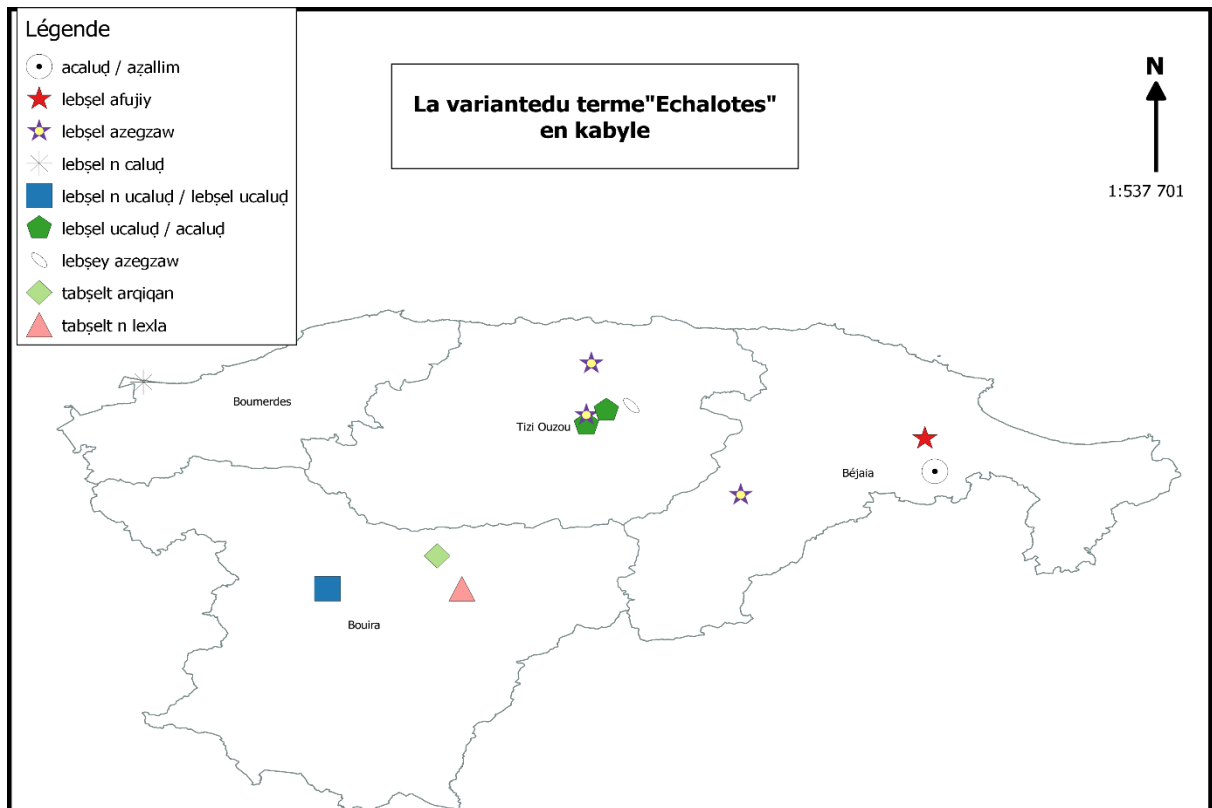 Légende
acaluḍ / aẓallim
lebṣel afujiy
lebṣel azegzaw
lebṣel n caluḍ
lebṣel n ucaluḍ / lebṣel ucaluḍ
lebṣel ucaluḍ / acaluḍ
lebṣey azegzaw
tabṣelt arqiqan
tabṣelt n lexla
La variantedu terme"Echalotes"
en kabyle
N
1:537 701
Boumerdes
Tizi Ouzou
Béjaia
Bouira